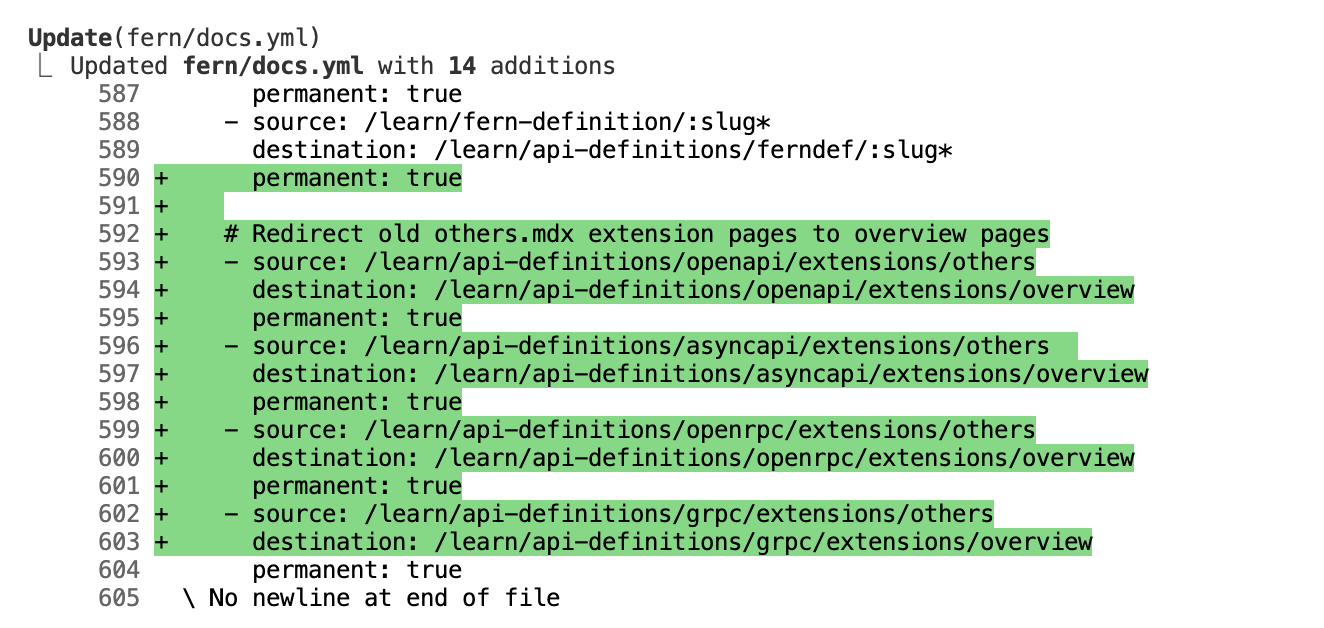 Update(fern/docs.yml)
⎿ Updated fern/docs.yml with 14 additions
587         permanent: true
588       - source: /learn/fern-definition/:slug*
589         destination: /learn/api-definitions/ferndef/:slug*
590 +       permanent: true
591 +
592 +     # Redirect old others.mdx extension pages to overview pages
593 +     - source: /learn/api-definitions/openapi/extensions/others
594 +       destination: /learn/api-definitions/openapi/extensions/overview
595 +       permanent: true
596 +     - source: /learn/api-definitions/asyncapi/extensions/others
597 +       destination: /learn/api-definitions/asyncapi/extensions/overview
598 +       permanent: true
599 +     - source: /learn/api-definitions/openrpc/extensions/others
600 +       destination: /learn/api-definitions/openrpc/extensions/overview
601 +       permanent: true
602 +     - source: /learn/api-definitions/grpc/extensions/others
603 +       destination: /learn/api-definitions/grpc/extensions/overview
604         permanent: true
605   \ No newline at end of file